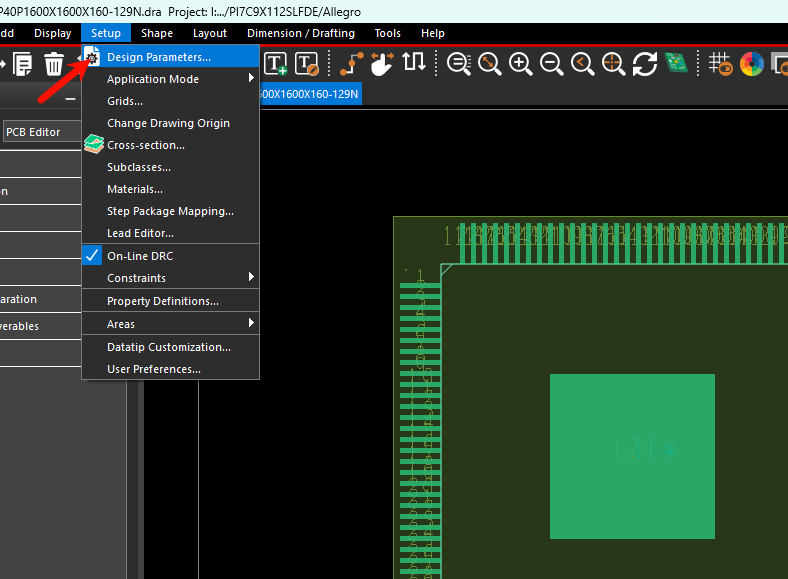 P40P1600X1600X160-129N.dra Project: I:.../PI7C9X112SLFDE/Allegro
dd Display Setup Shape Layout Dimension / Drafting Tools Help
Design Parameters...
Application Mode
Grids...
00X1600X160-129N
Change Drawing Origin
PCB Editor
Cross-section...
Subclasses...
Materials...
n
Step Package Mapping...
Lead Editor...
On-Line DRC
Constraints
aration
Property Definitions...
verables
Areas
Datatip Customization...
User Preferences...